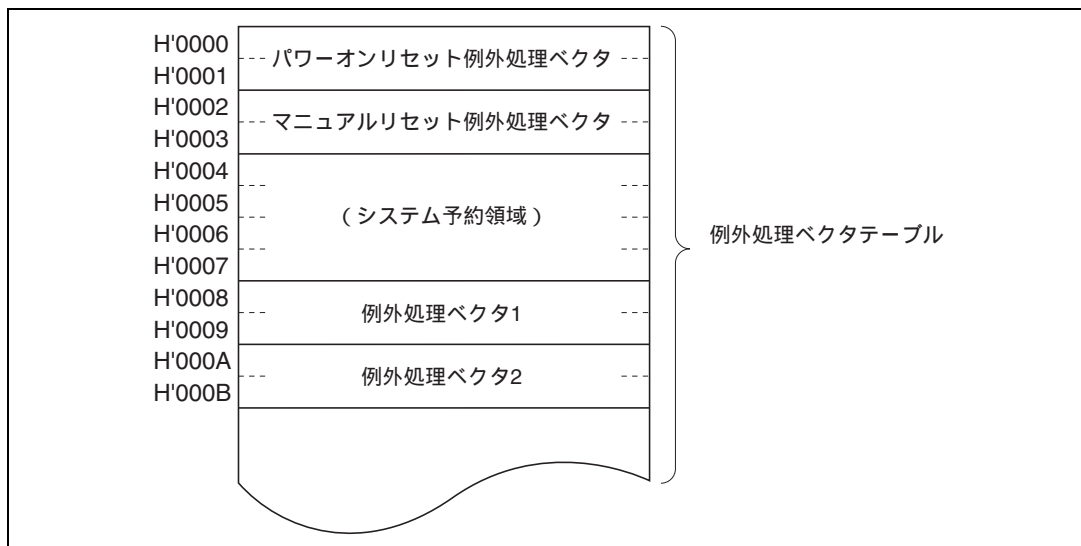 H'0000
パワーオンリセット例外処理ベクタ
H'0001
H'0002
マニュアルリセット例外処理ベクタ
H'0003
H'0004
H'0005
(システム予約領域)
H'0006
例外処理ベクタテーブル
H'0007
H'0008
例外処理ベクタ1
H'0009
H'000A
例外処理ベクタ2
H'000B